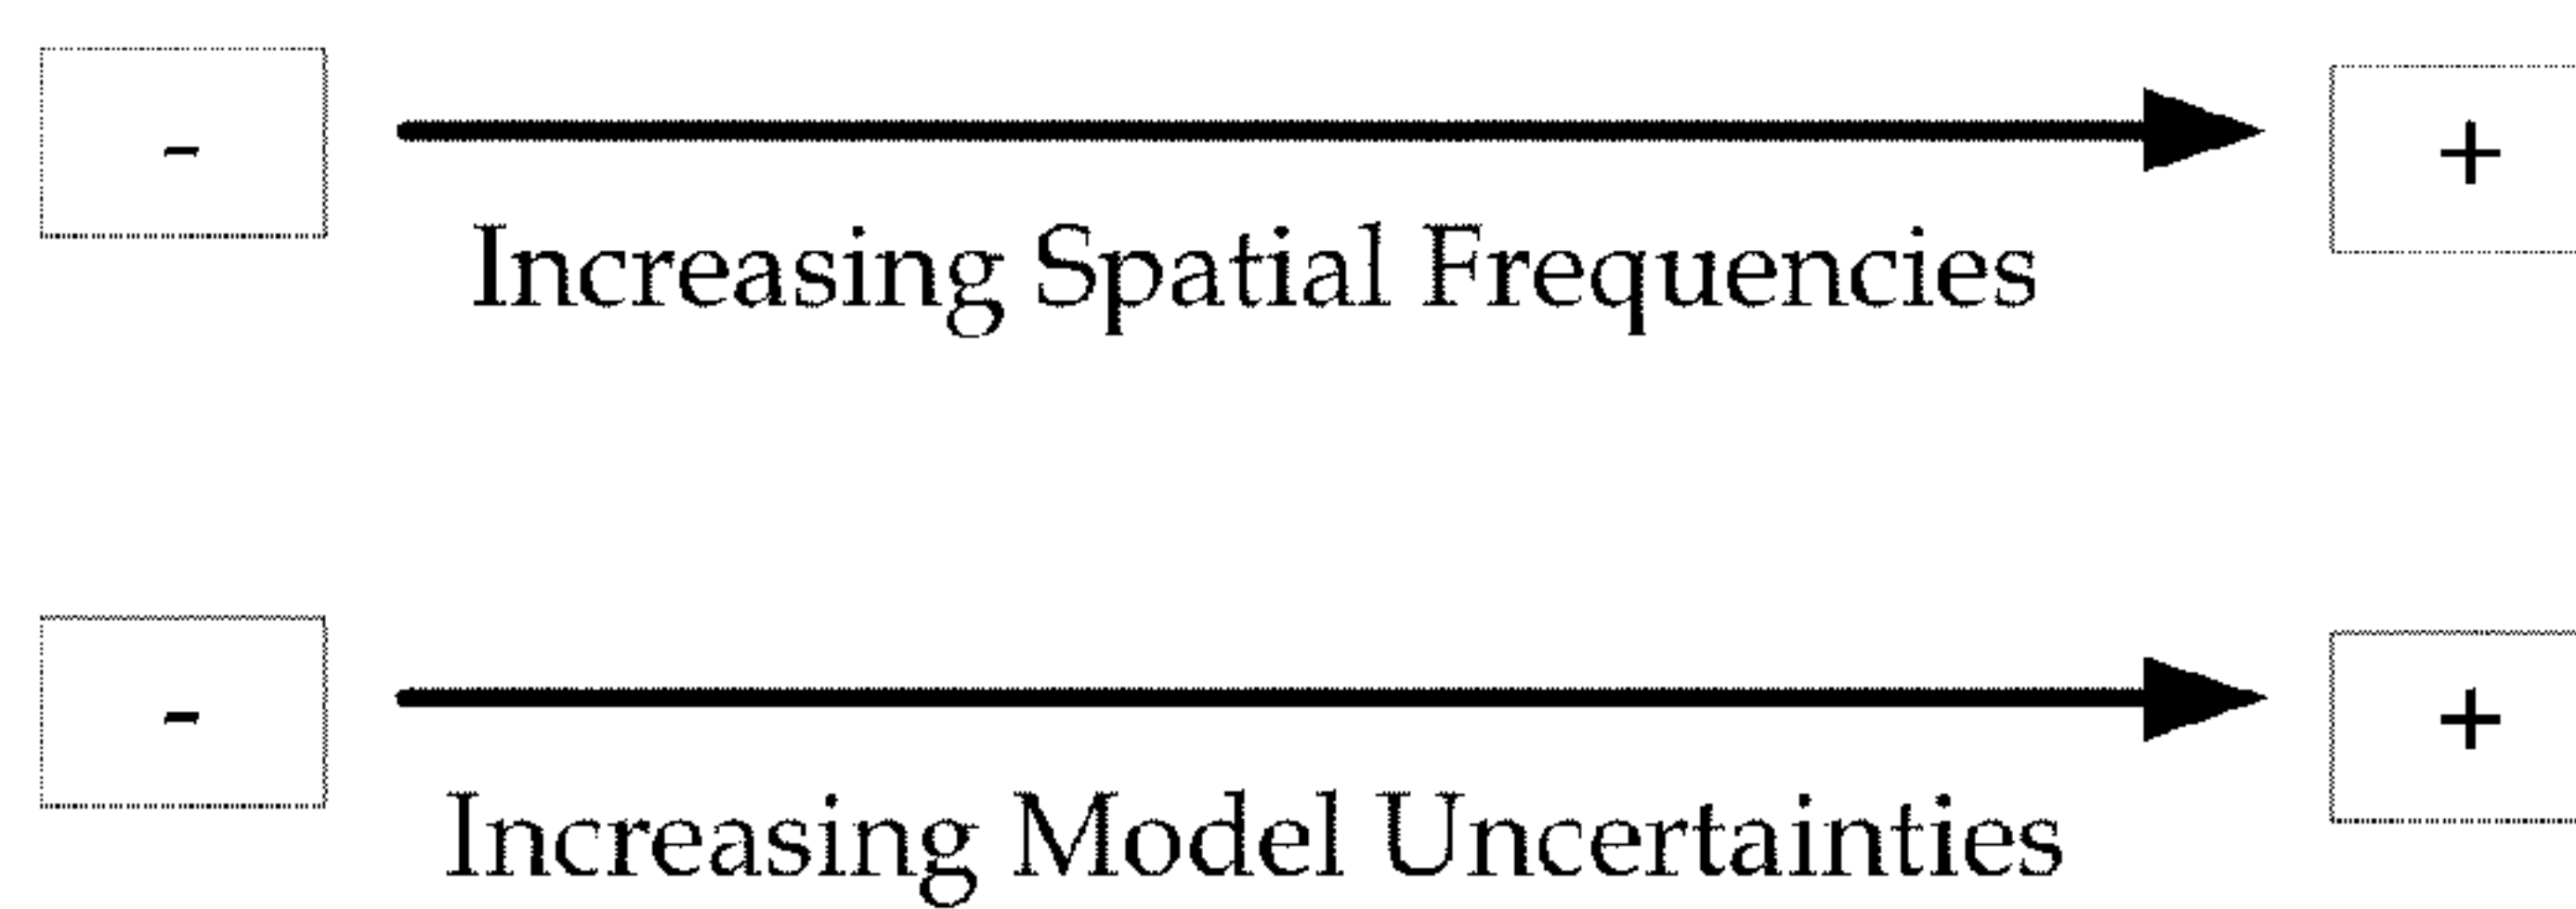 - +
Increasing Spatial Frequencies
- +
Increasing Model Uncertainties